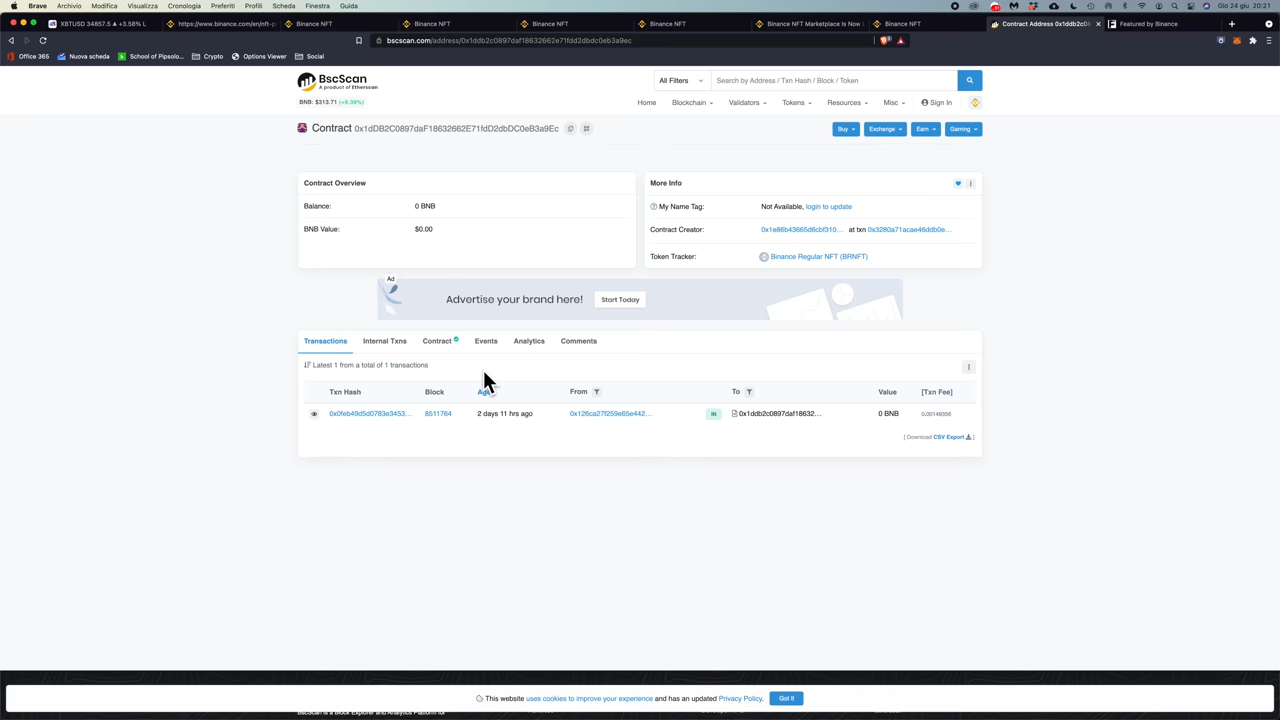 Brave Archivio Modifica Visualizza Cronologia Preferiti Profili Scheda Finestra Guida Gio 24 giu 20:21
XBTUSD 34857.5 ▲ +3.58% L https://www.binance.com/en/nft-p Binance NFT Binance NFT Binance NFT Binance NFT Binance NFT Marketplace Is Now L Binance NFT Contract Address 0x1ddb2c08 Featured by Binance
bscscan.com/address/0x1ddb2c0897daf18632662e71fdd2dbdc0eb3a9ec
Office 365 Nuova scheda School of Pipsolo... Crypto Options Viewer Social
BscScan
A product of Etherscan
All Filters Search by Address / Txn Hash / Block / Token
BNB: $313.71 (+9.39%)
Home Blockchain Validators Tokens Resources Misc Sign In
Contract 0x1dDB2C0897daF18632662E71fdD2dbDC0eB3a9Ec
Buy Exchange Earn Gaming
Contract Overview
Balance: 0 BNB
BNB Value: $0.00
More Info
My Name Tag: Not Available, login to update
Contract Creator: 0x1e86b43665d6cbf310... at txn 0x3280a71acae46ddb0e...
Token Tracker: Binance Regular NFT (BRNFT)
Ad
Advertise your brand here! Start Today
Transactions Internal Txns Contract Events Analytics Comments
Latest 1 from a total of 1 transactions
Txn Hash Block Age From To Value [Txn Fee]
0x0feb49d5d0783e3453... 8511764 2 days 11 hrs ago 0x126ca27f259e65e442... IN 0x1ddb2c0897daf18632... 0 BNB
[ Download CSV Export ]
This website uses cookies to improve your experience and has an updated Privacy Policy. Got It
BscScan is a Block Explorer and Analytics Platform for